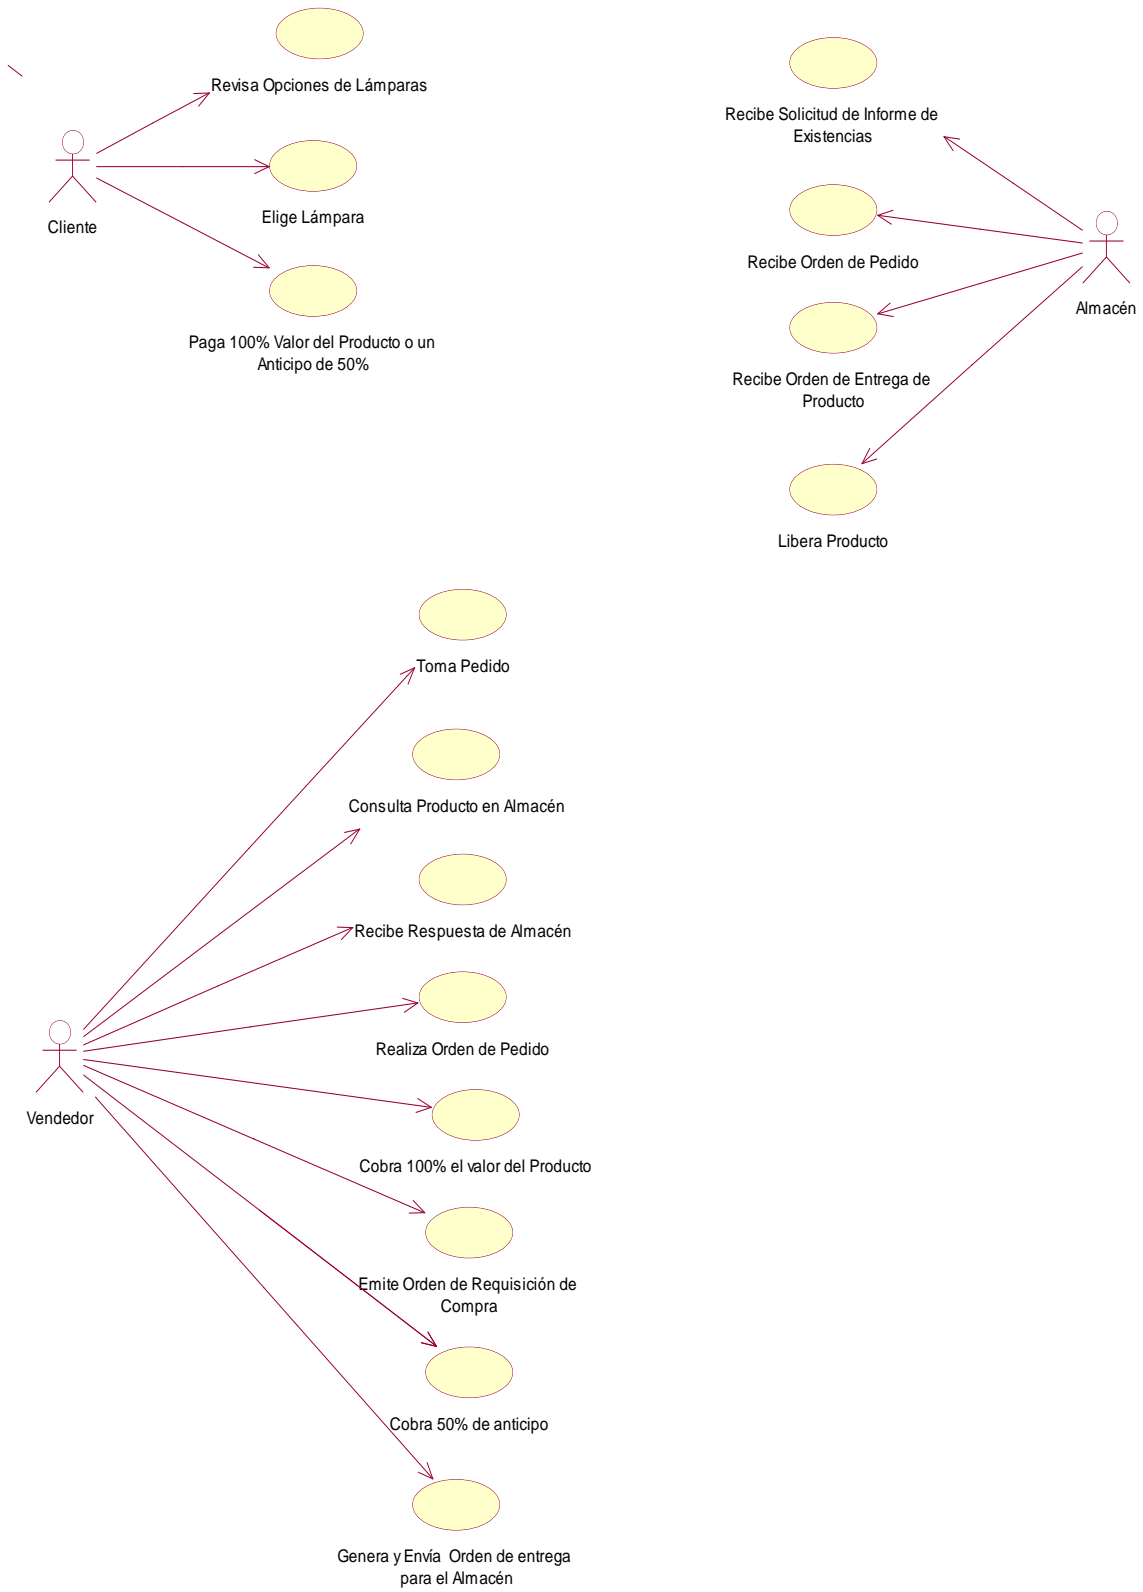 Revisa Opciones de Lámparas
Cliente
Elige Lámpara
Paga 100% Valor del Producto o un
Anticipo de 50%
Recibe Solicitud de Informe de
Existencias
Recibe Orden de Pedido
Almacén
Recibe Orden de Entrega de
Producto
Libera Producto
Toma Pedido
Consulta Producto en Almacén
Recibe Respuesta de Almacén
Realiza Orden de Pedido
Vendedor
Cobra 100% el valor del Producto
Emite Orden de Requisición de
Compra
Cobra 50% de anticipo
Genera y Envía Orden de entrega
para el Almacén